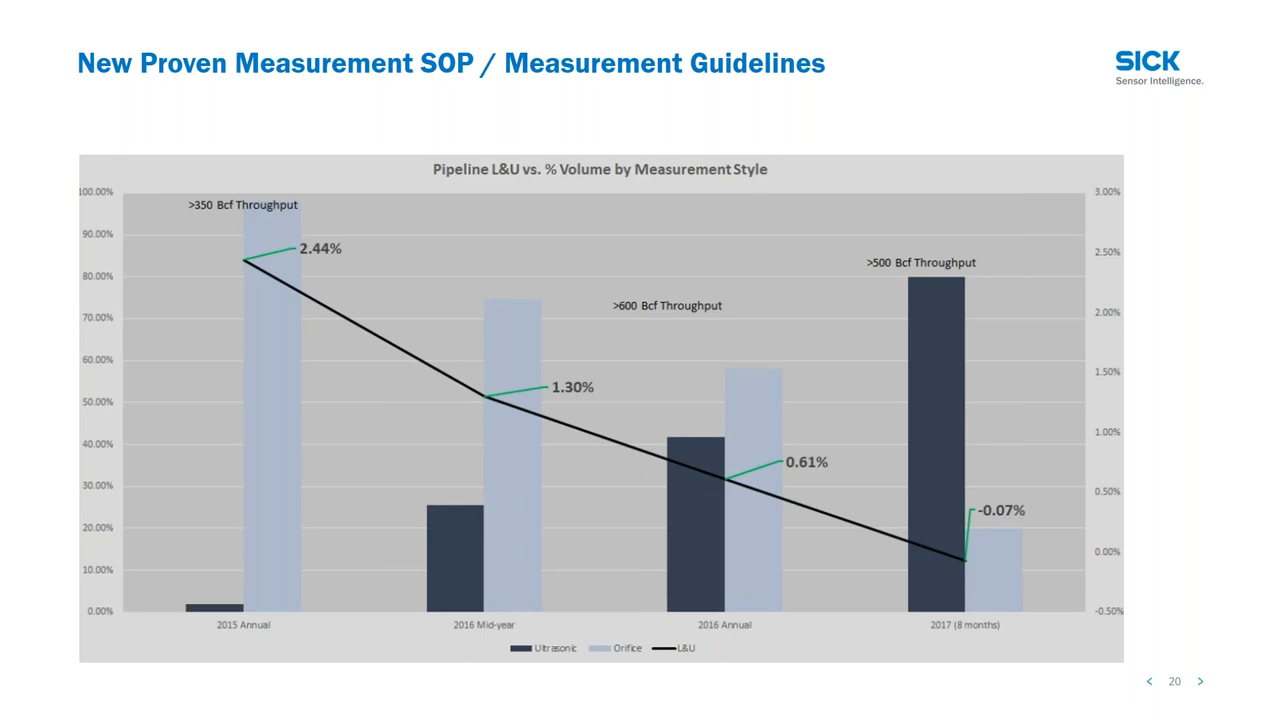 New Proven Measurement SOP / Measurement Guidelines
SICK
Sensor Intelligence.
Pipeline L&U vs. % Volume by Measurement Style
100.00%
90.00%
80.00%
70.00%
60.00%
50.00%
40.00%
30.00%
20.00%
10.00%
0.00%
>350 Bcf Throughput
2.44%
1.30%
>600 Bcf Throughput
0.61%
>500 Bcf Throughput
-0.07%
3.00%
2.50%
2.00%
1.50%
1.00%
0.50%
0.00%
-0.50%
2015 Annual
2016 Mid-year
2016 Annual
2017 (8 months)
Ultrasonic
Orifice
L&U
< 20 >